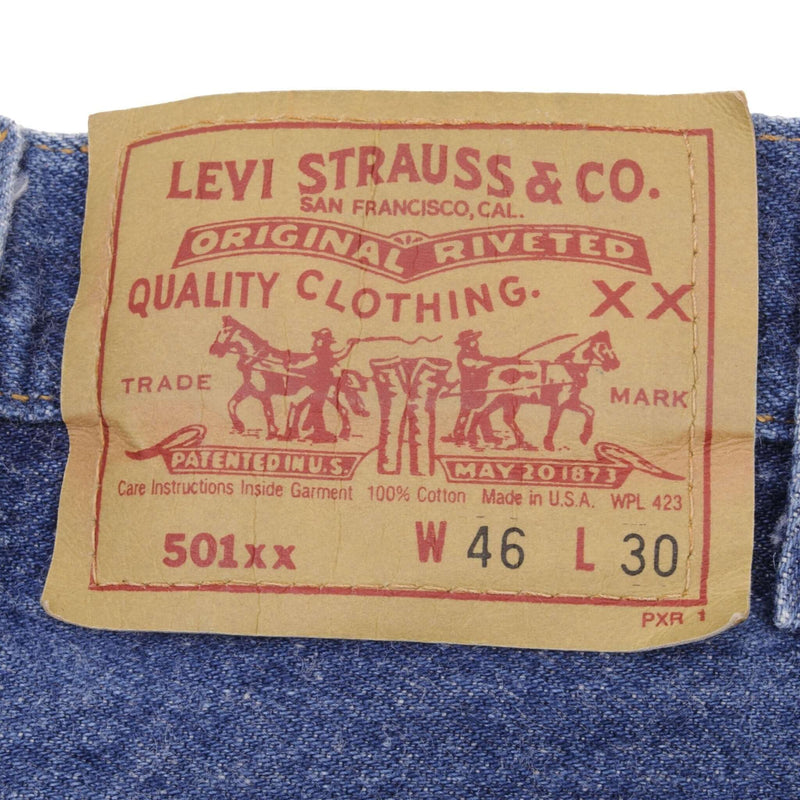 LEVI STRAUSS & CO.
SAN FRANCISCO, CAL.
ORIGINAL RIVETED
QUALITY CLOTHING. XX
TRADE MARK
PATENTED IN U.S. MAY 20 1873
Care Instructions Inside Garment 100% Cotton Made in U.S.A. WPL 423
501xx W 46 L 30
PXR 1